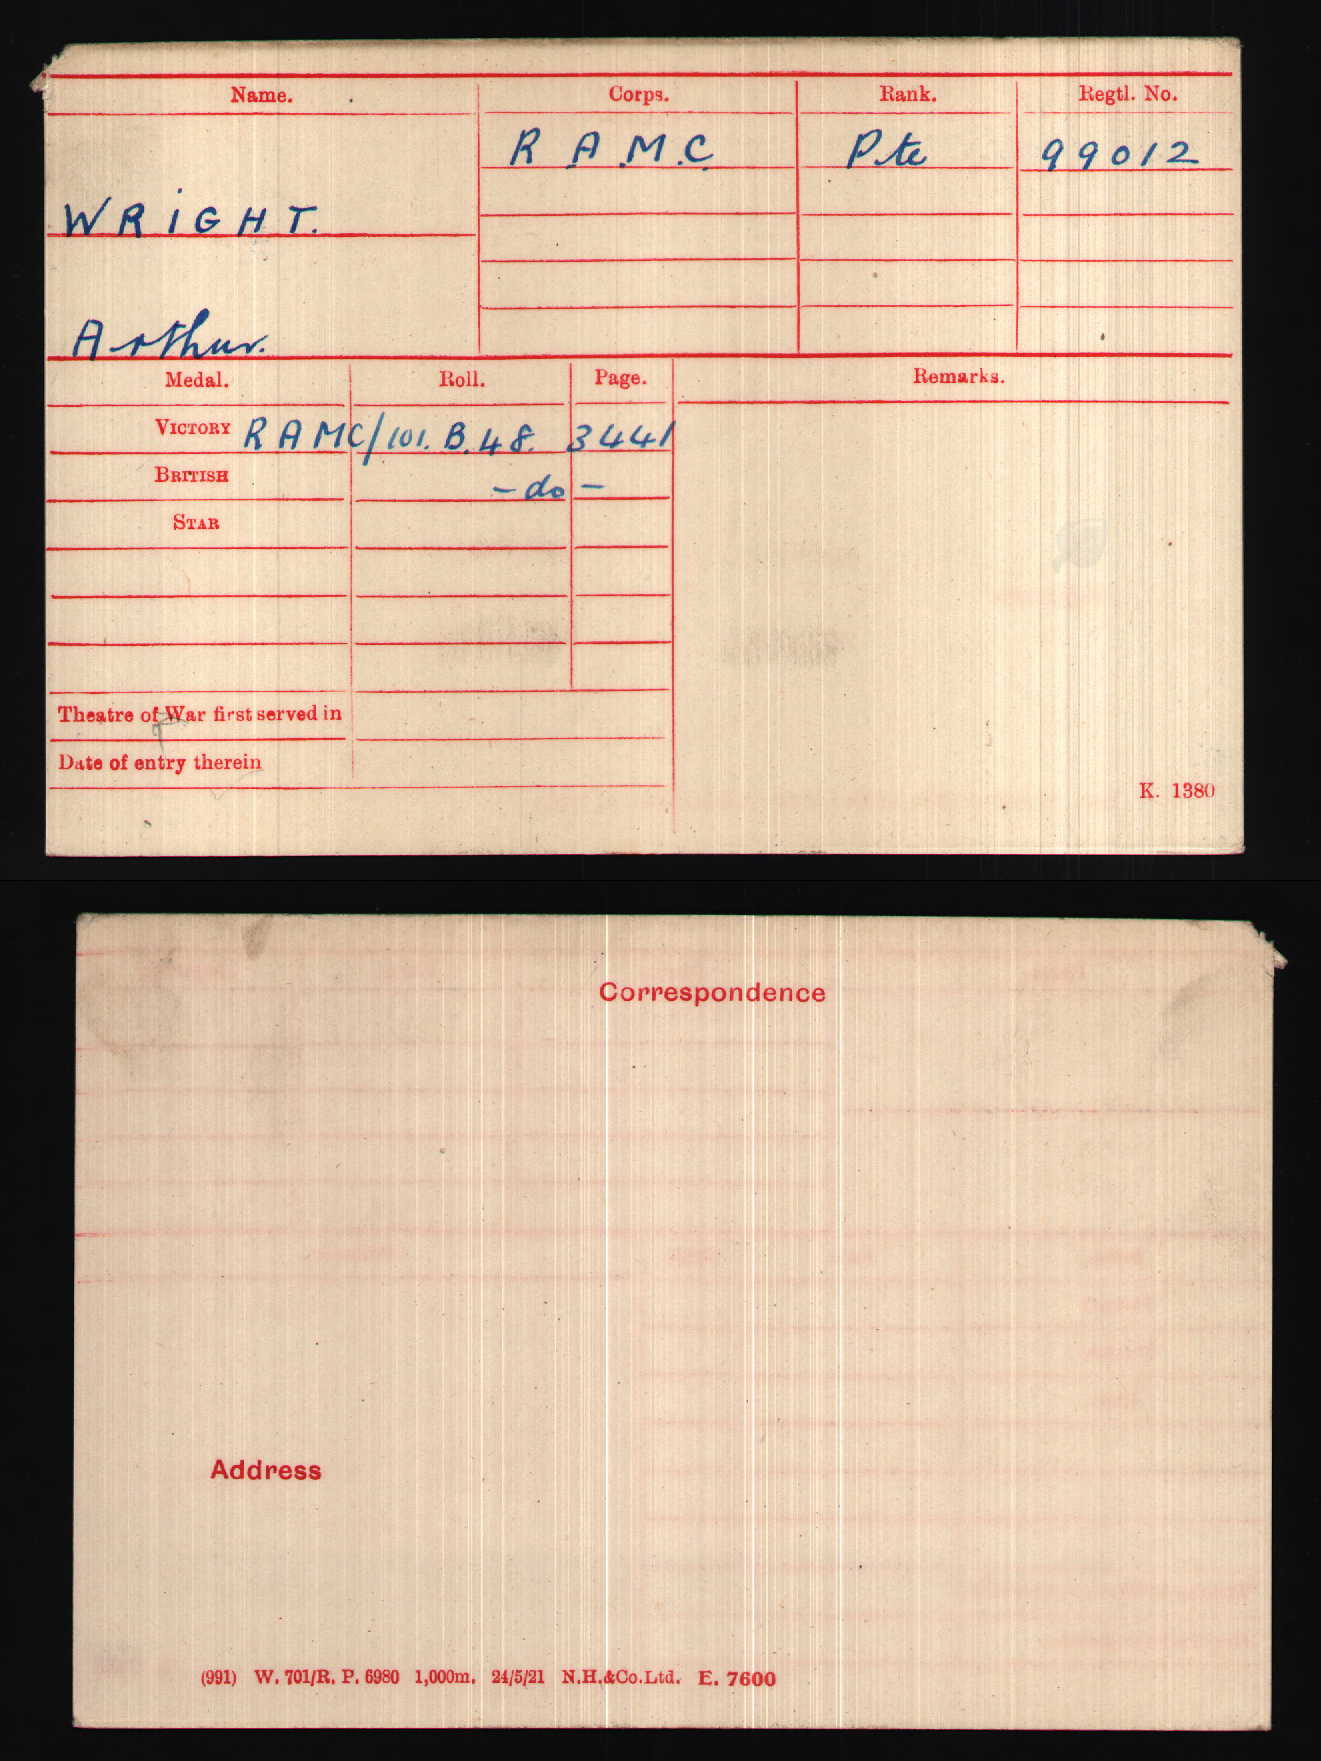 Name. Corps. Rank. Regtl. No.
R.A.M.C. Pte 99012
WRIGHT.
Arthur.
Medal. Roll. Page. Remarks.
VICTORY RAMC/101.B.48. 3441
BRITISH -do-
STAR
Theatre of War first served in
Date of entry therein
K. 1380
Correspondence
Address
(991) W. 701/R. P. 6980 1,000m. 24/5/21 N.H.&Co.Ltd. E. 7600